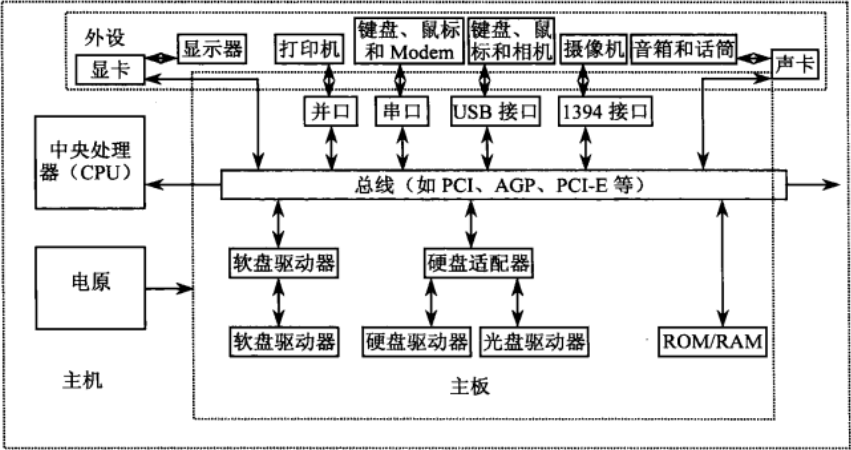 外设
显示器
显卡
打印机
键盘、鼠标
和 Modem
键盘、鼠
标和相机
摄像机
音箱和话筒
声卡
并口
串口
USB 接口
1394 接口
中央处理
器（CPU）
总线（如 PCI、AGP、PCI-E 等）
电原
软盘驱动器
硬盘适配器
软盘驱动器
硬盘驱动器
光盘驱动器
ROM/RAM
主机
主板